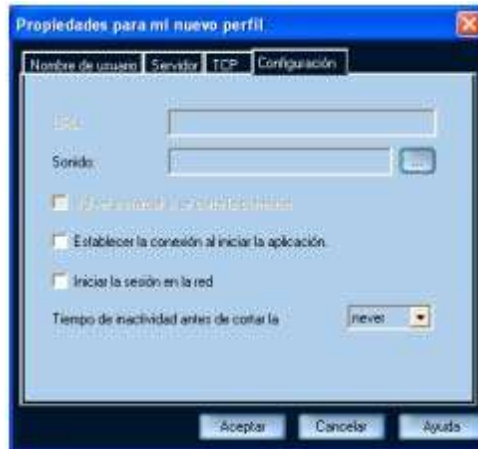 Propiedades para mi nuevo perfil
Nombre de usuario Servidor TCP Configuración
Sonido:
...
Establecer la conexión al iniciar la aplicación.
Iniciar la sesión en la red
Tiempo de inactividad antes de cortar la never
Aceptar Cancelar Ayuda